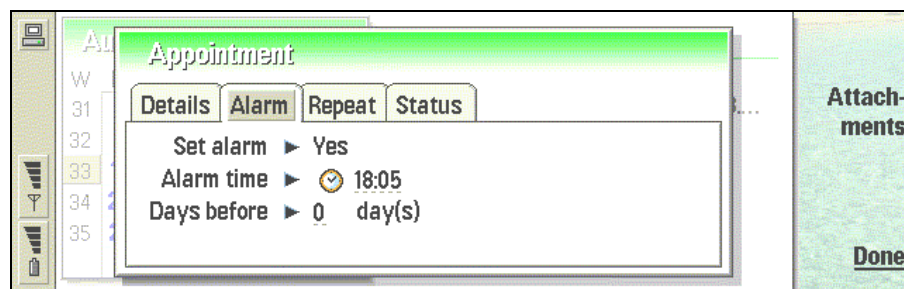 Appointment
W
31
32
33
34
35
Details Alarm Repeat Status
Set alarm Yes
Alarm time 18:05
Days before 0 day(s)
Attach-
ments
Done